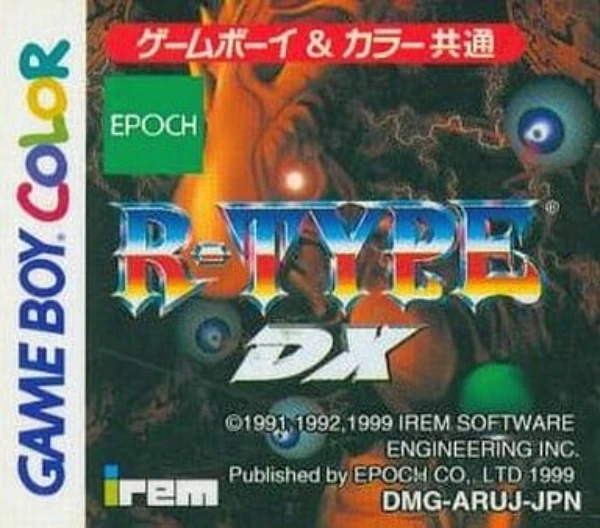 GAME BOY COLOR
ゲームボーイ & カラー共通
EPOCH
R-TYPE®
DX
©1991,1992,1999 IREM SOFTWARE
ENGINEERING INC.
Published by EPOCH CO,. LTD 1999
irem
DMG-ARUJ-JPN